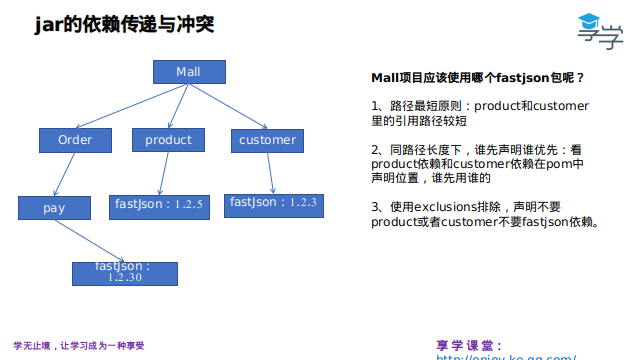 jar的依赖传递与冲突
享学
Mall
Mall项目应该使用哪个fastjson包呢？
1、路径最短原则：product和customer
里的引用路径较短
Order
product
customer
2、同路径长度下，谁先声明谁优先：看
product依赖和customer依赖在pom中
声明位置，谁先用谁的
pay
fastJson：1.2.5
fastJson：1.2.3
3、使用exclusions排除，声明不要
product或者customer不要fastjson依赖。
fastJson：
1.2.30
学无止境，让学习成为一种享受
享学课堂：
http://enjoy.ke.qq.com/